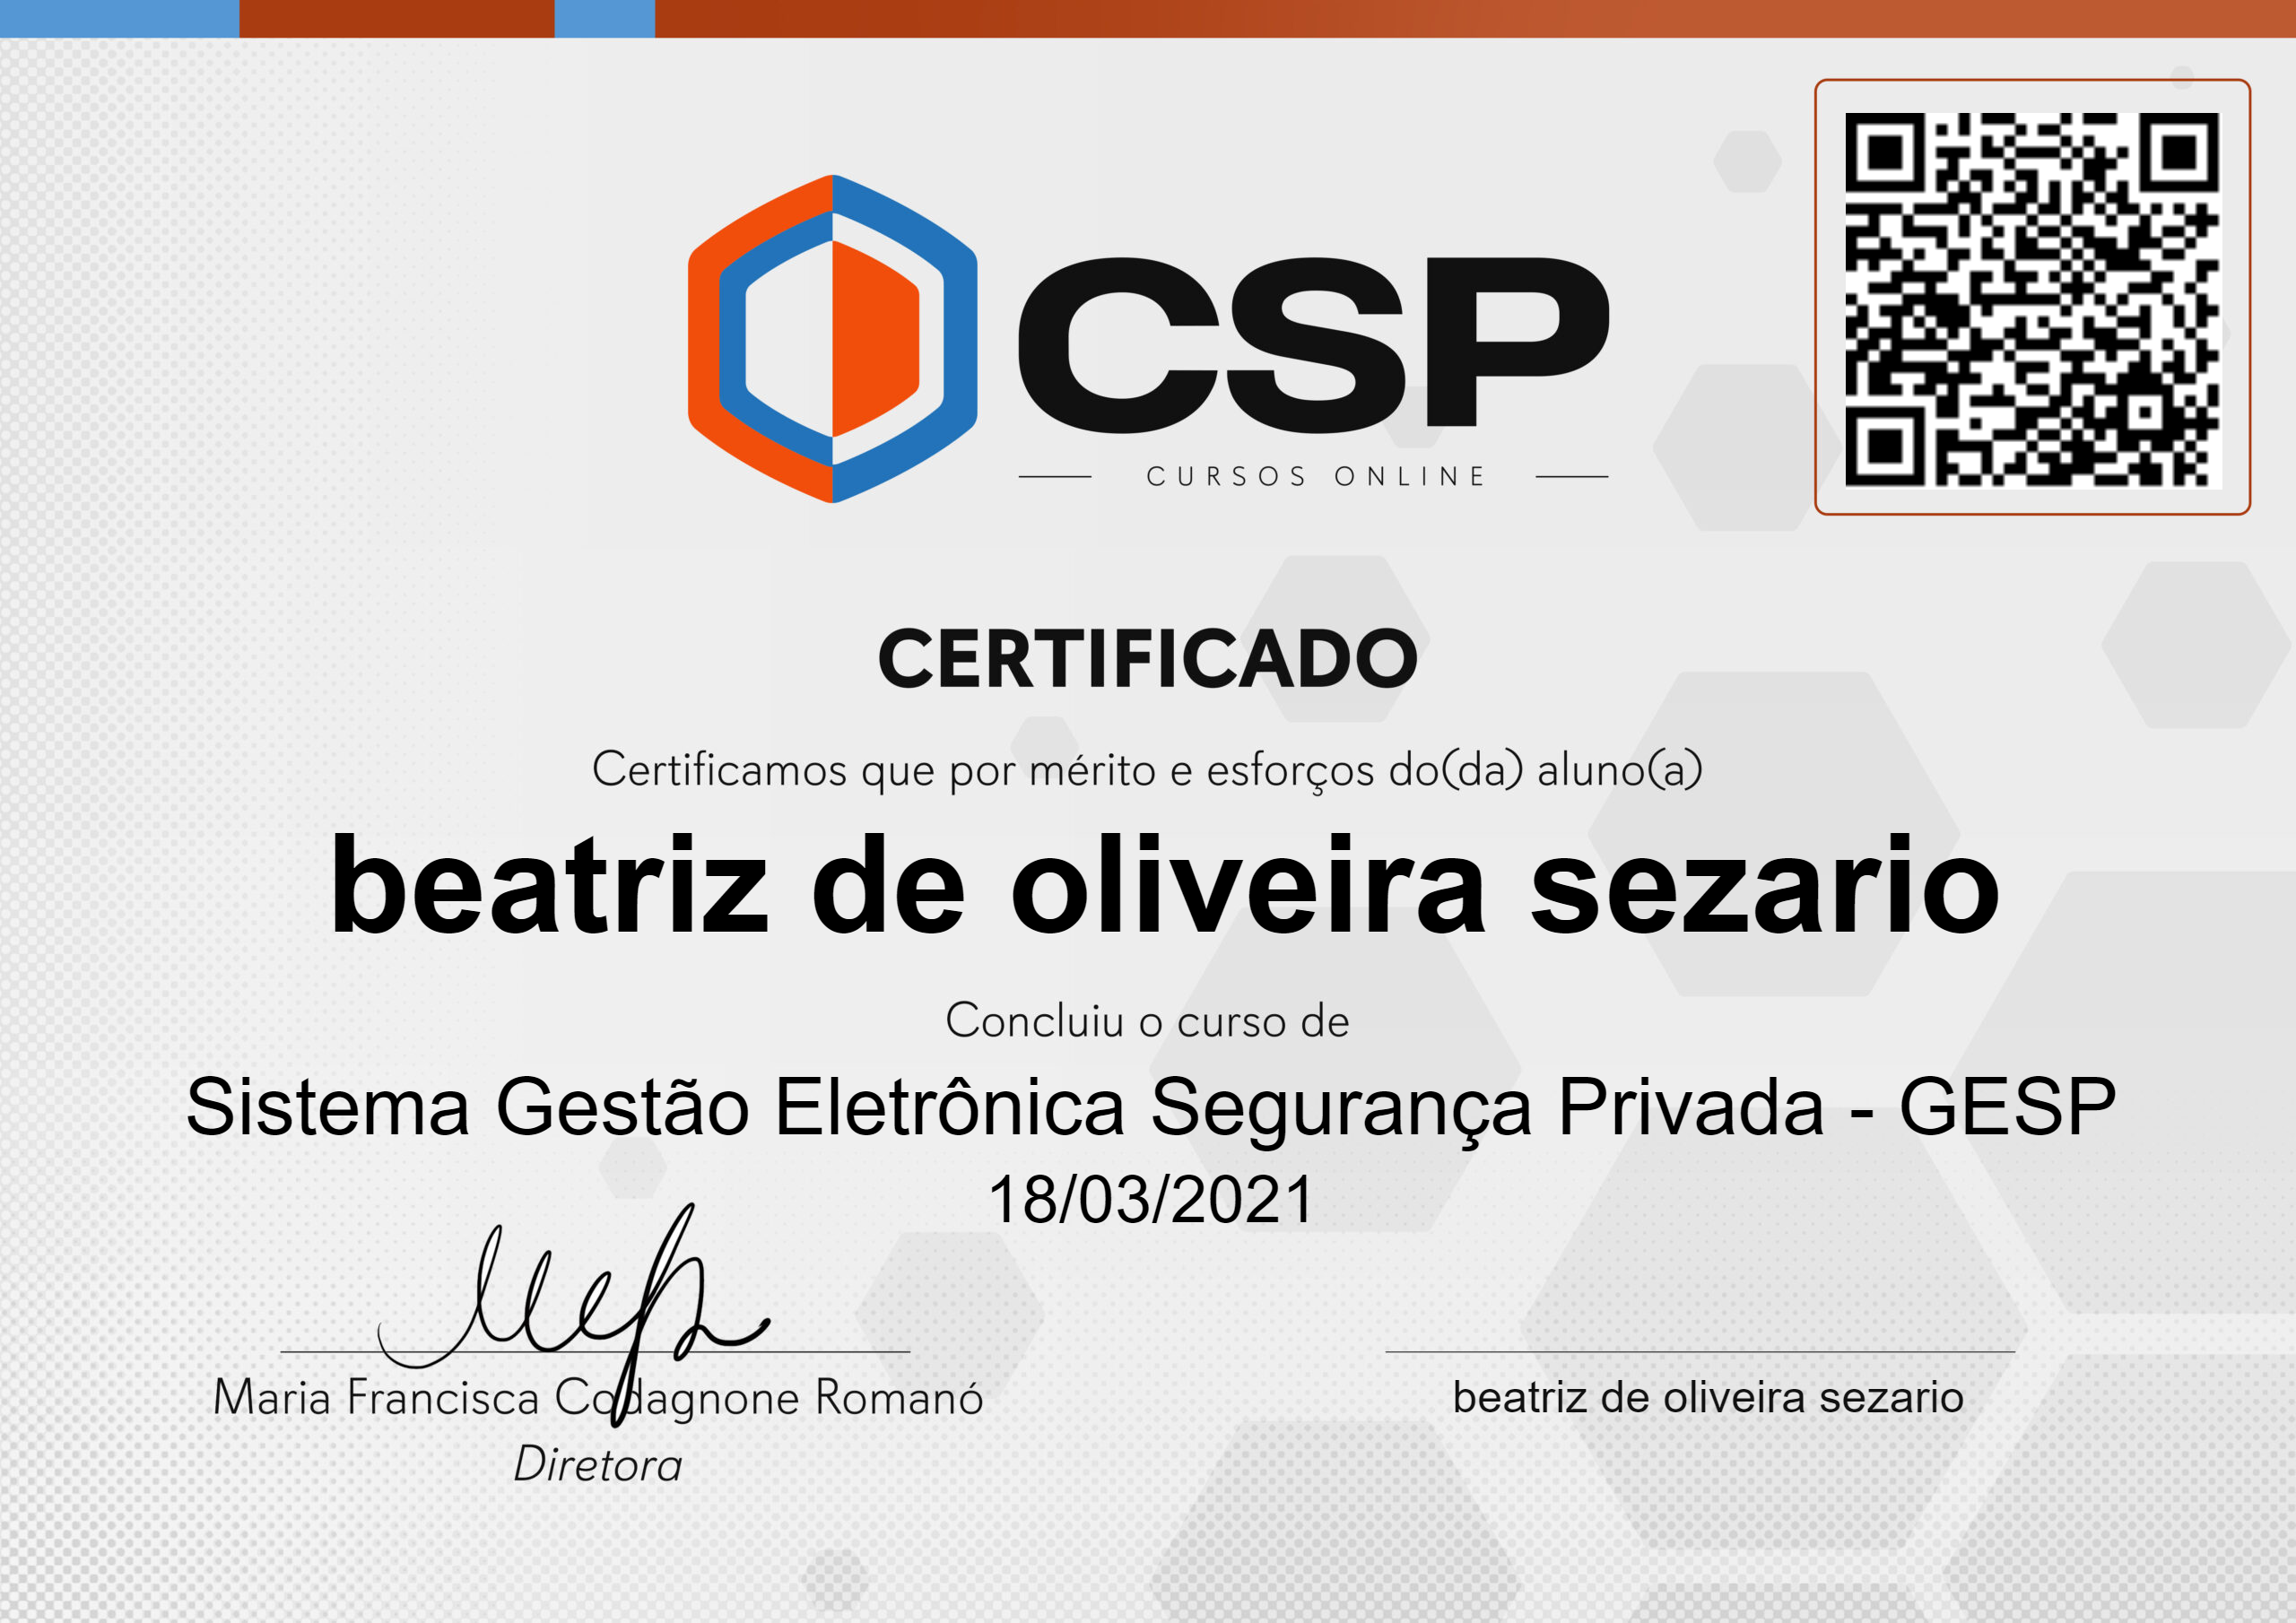 CSP
CURSOS ONLINE
CERTIFICADO
Certificamos que por mérito e esforços do(da) aluno(a)
beatriz de oliveira sezario
Concluiu o curso de
Sistema Gestão Eletrônica Segurança Privada - GESP
18/03/2021
Maria Francisca Codagnone Romanó
Diretora
beatriz de oliveira sezario